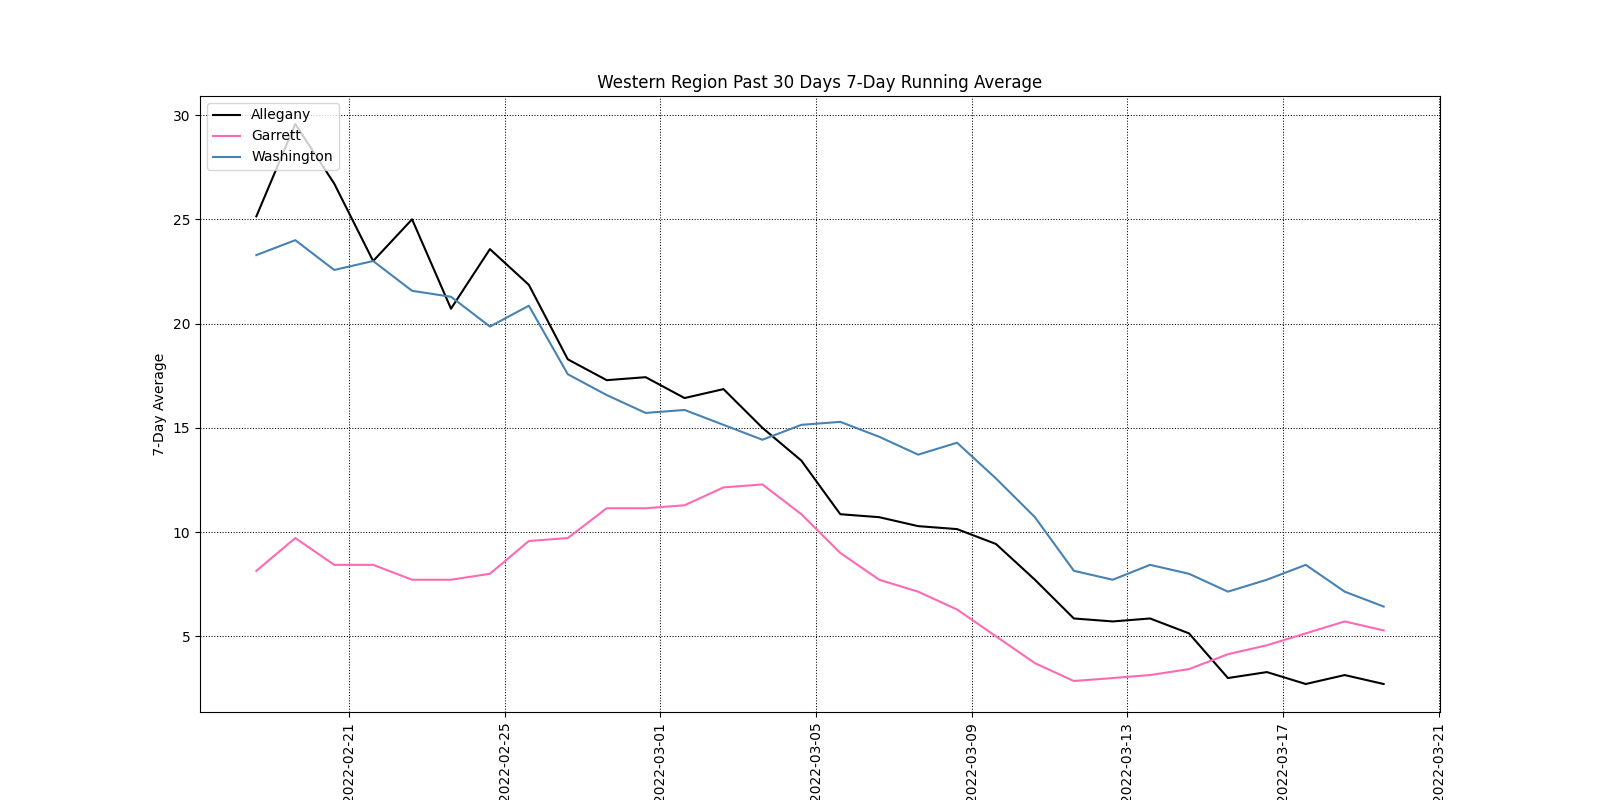 Western Region Past 30 Days 7-Day Running Average
Allegany
Garrett
Washington
7-Day Average
30
25
20
15
10
5
2022-02-21
2022-02-25
2022-03-01
2022-03-05
2022-03-09
2022-03-13
2022-03-17
2022-03-21